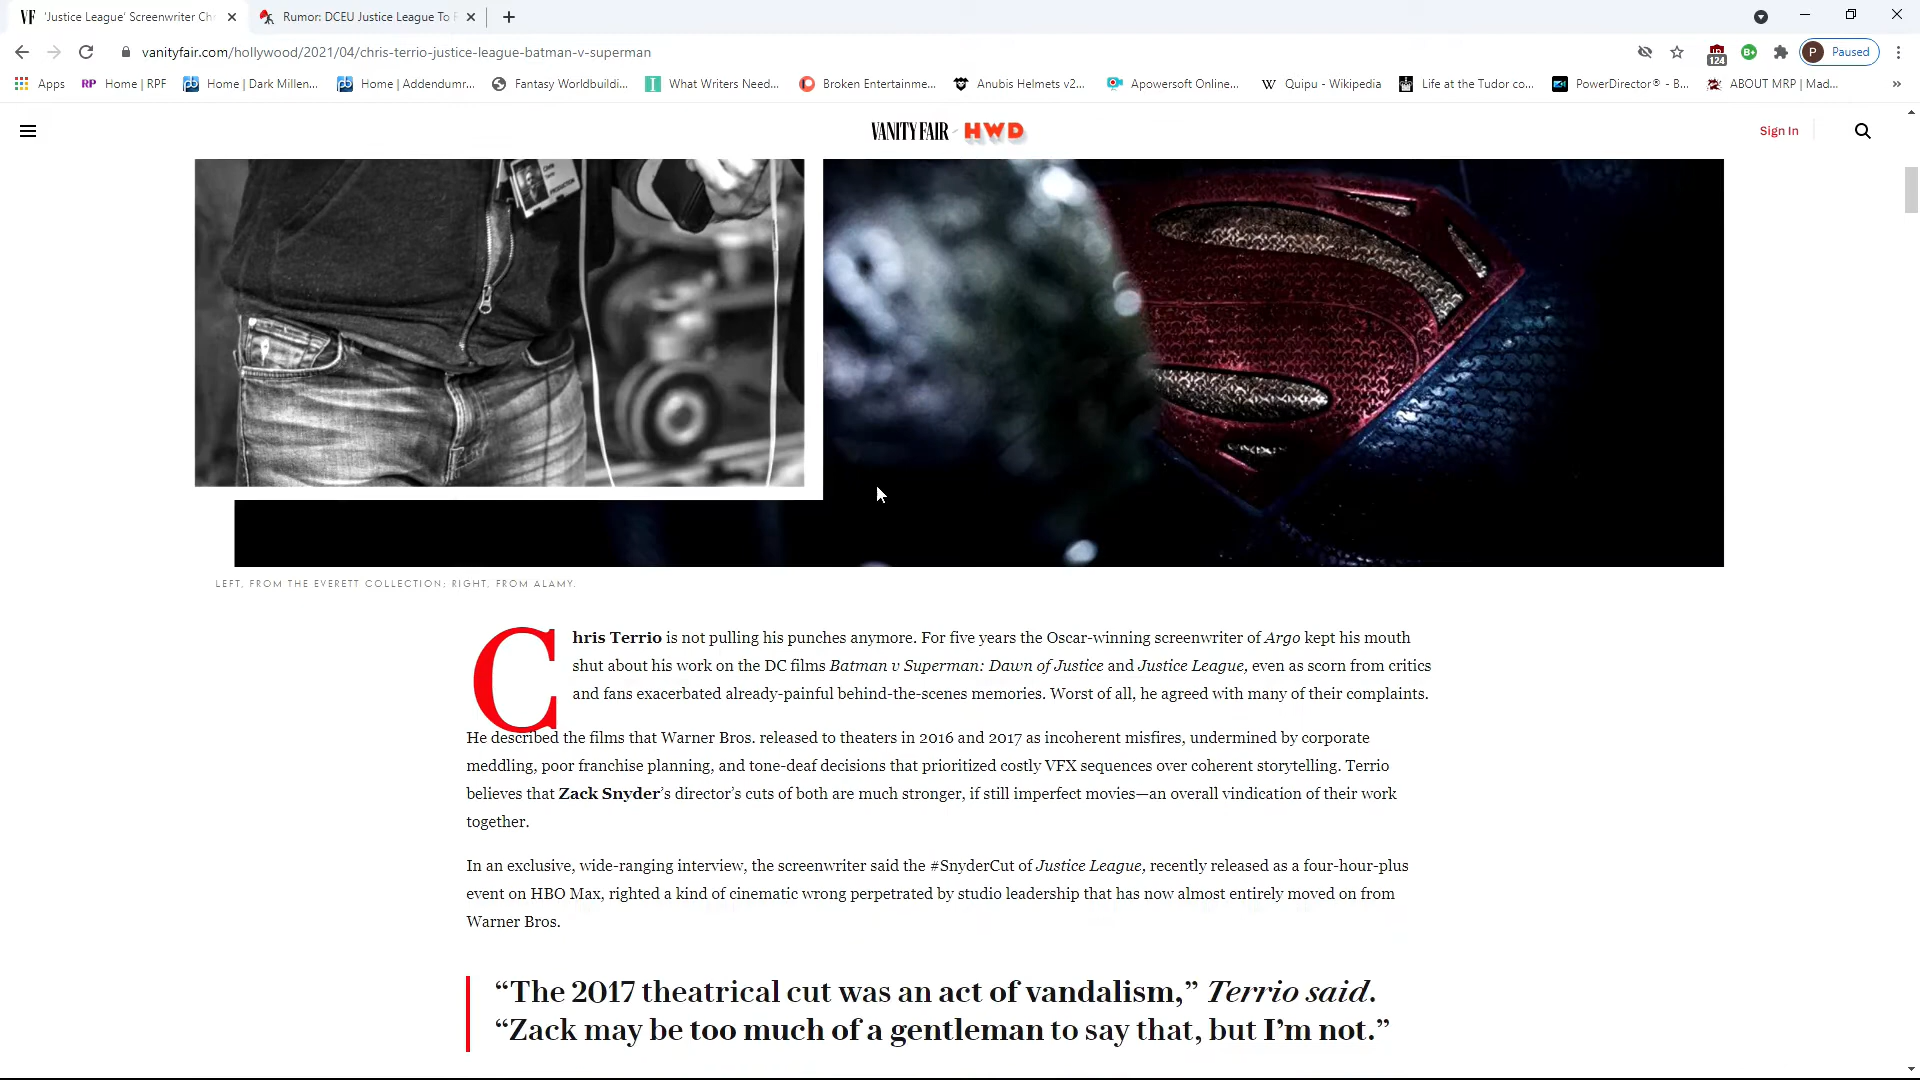 VF 'Justice League' Screenwriter Ch
Rumor: DCEU Justice League To
vanityfair.com/hollywood/2021/04/chris-terrio-justice-league-batman-v-superman
124
B+
P Paused
Apps
RP Home | RPF
Home | Dark Millen...
Home | Addendumr...
Fantasy Worldbuildi...
What Writers Need...
Broken Entertainme...
Anubis Helmets v2...
Apowersoft Online...
W Quipu - Wikipedia
Life at the Tudor co...
PowerDirector® - B...
ABOUT MRP | Mad...
VANITY FAIR HWD
Sign In
PRODUCTION
LEFT, FROM THE EVERETT COLLECTION; RIGHT, FROM ALAMY.
Chris Terrio is not pulling his punches anymore. For five years the Oscar-winning screenwriter of Argo kept his mouth
shut about his work on the DC films Batman v Superman: Dawn of Justice and Justice League, even as scorn from critics
and fans exacerbated already-painful behind-the-scenes memories. Worst of all, he agreed with many of their complaints.
He described the films that Warner Bros. released to theaters in 2016 and 2017 as incoherent misfires, undermined by corporate
meddling, poor franchise planning, and tone-deaf decisions that prioritized costly VFX sequences over coherent storytelling. Terrio
believes that Zack Snyder’s director’s cuts of both are much stronger, if still imperfect movies—an overall vindication of their work
together.
In an exclusive, wide-ranging interview, the screenwriter said the #SnyderCut of Justice League, recently released as a four-hour-plus
event on HBO Max, righted a kind of cinematic wrong perpetrated by studio leadership that has now almost entirely moved on from
Warner Bros.
“The 2017 theatrical cut was an act of vandalism,” Terrio said.
“Zack may be too much of a gentleman to say that, but I’m not.”